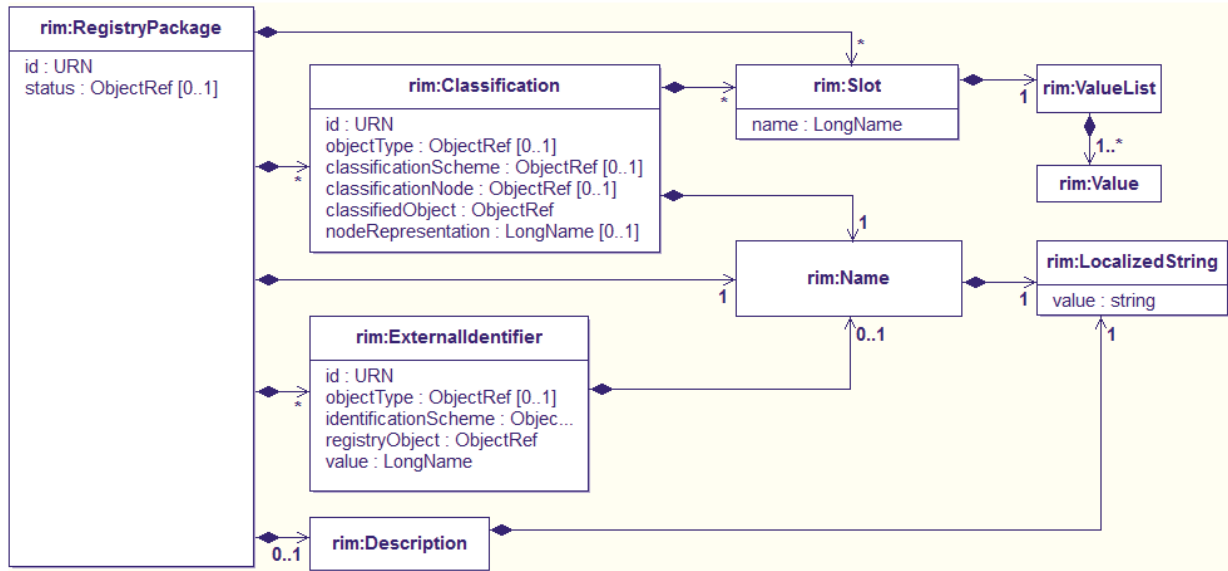 rim:RegistryPackage
id : URN
status : ObjectRef [0..1]
*
rim:Classification
id : URN
objectType : ObjectRef [0..1]
classificationScheme : ObjectRef [0..1]
classificationNode : ObjectRef [0..1]
classifiedObject : ObjectRef
nodeRepresentation : LongName [0..1]
*
*
rim:Slot
name : LongName
1
rim:ValueList
1..*
rim:Value
1
rim:Name
1
1
rim:LocalizedString
value : string
0..1
1
rim:ExternalIdentifier
id : URN
objectType : ObjectRef [0..1]
identificationScheme : Objec...
registryObject : ObjectRef
value : LongName
*
0..1
rim:Description